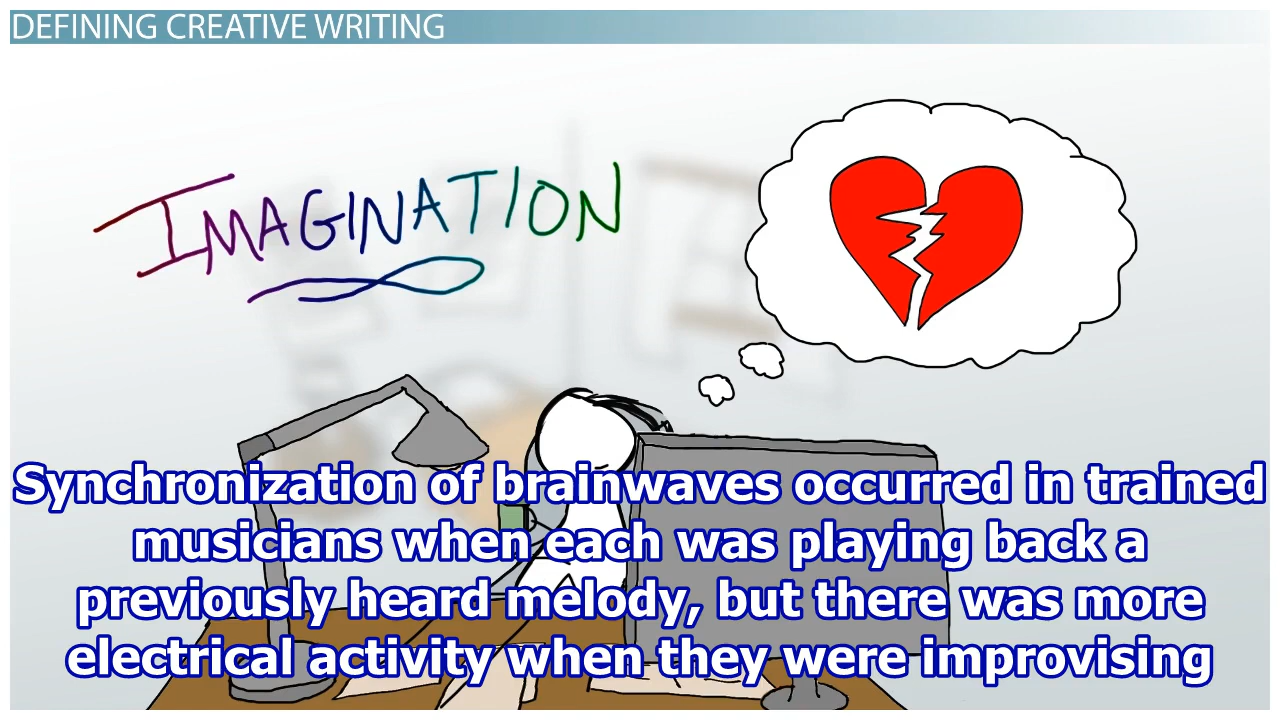 DEFINING CREATIVE WRITING
IMAGINATION
Synchronization of brainwaves occurred in trained
musicians when each was playing back a
previously heard melody, but there was more
electrical activity when they were improvising